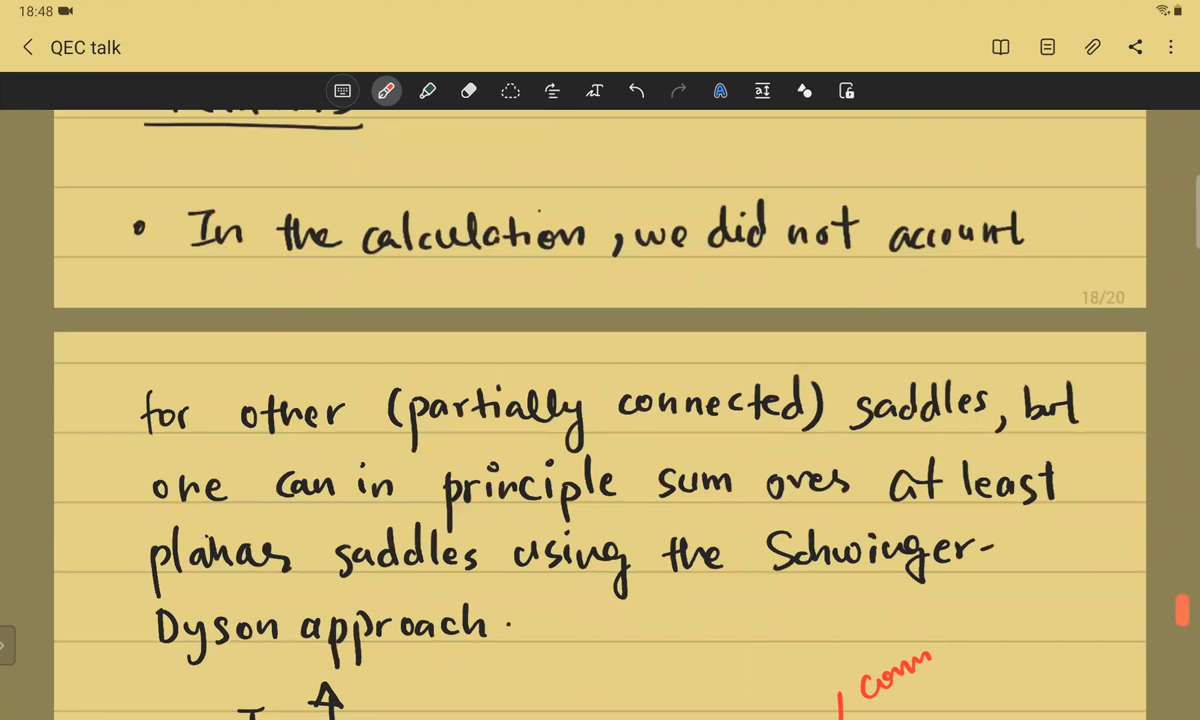 18:48
QEC talk
• In the calculation, we did not account
18/20
for other (partially connected) saddles, but
one can in principle sum over at least
planar saddles using the Schwinger-
Dyson approach.
conn